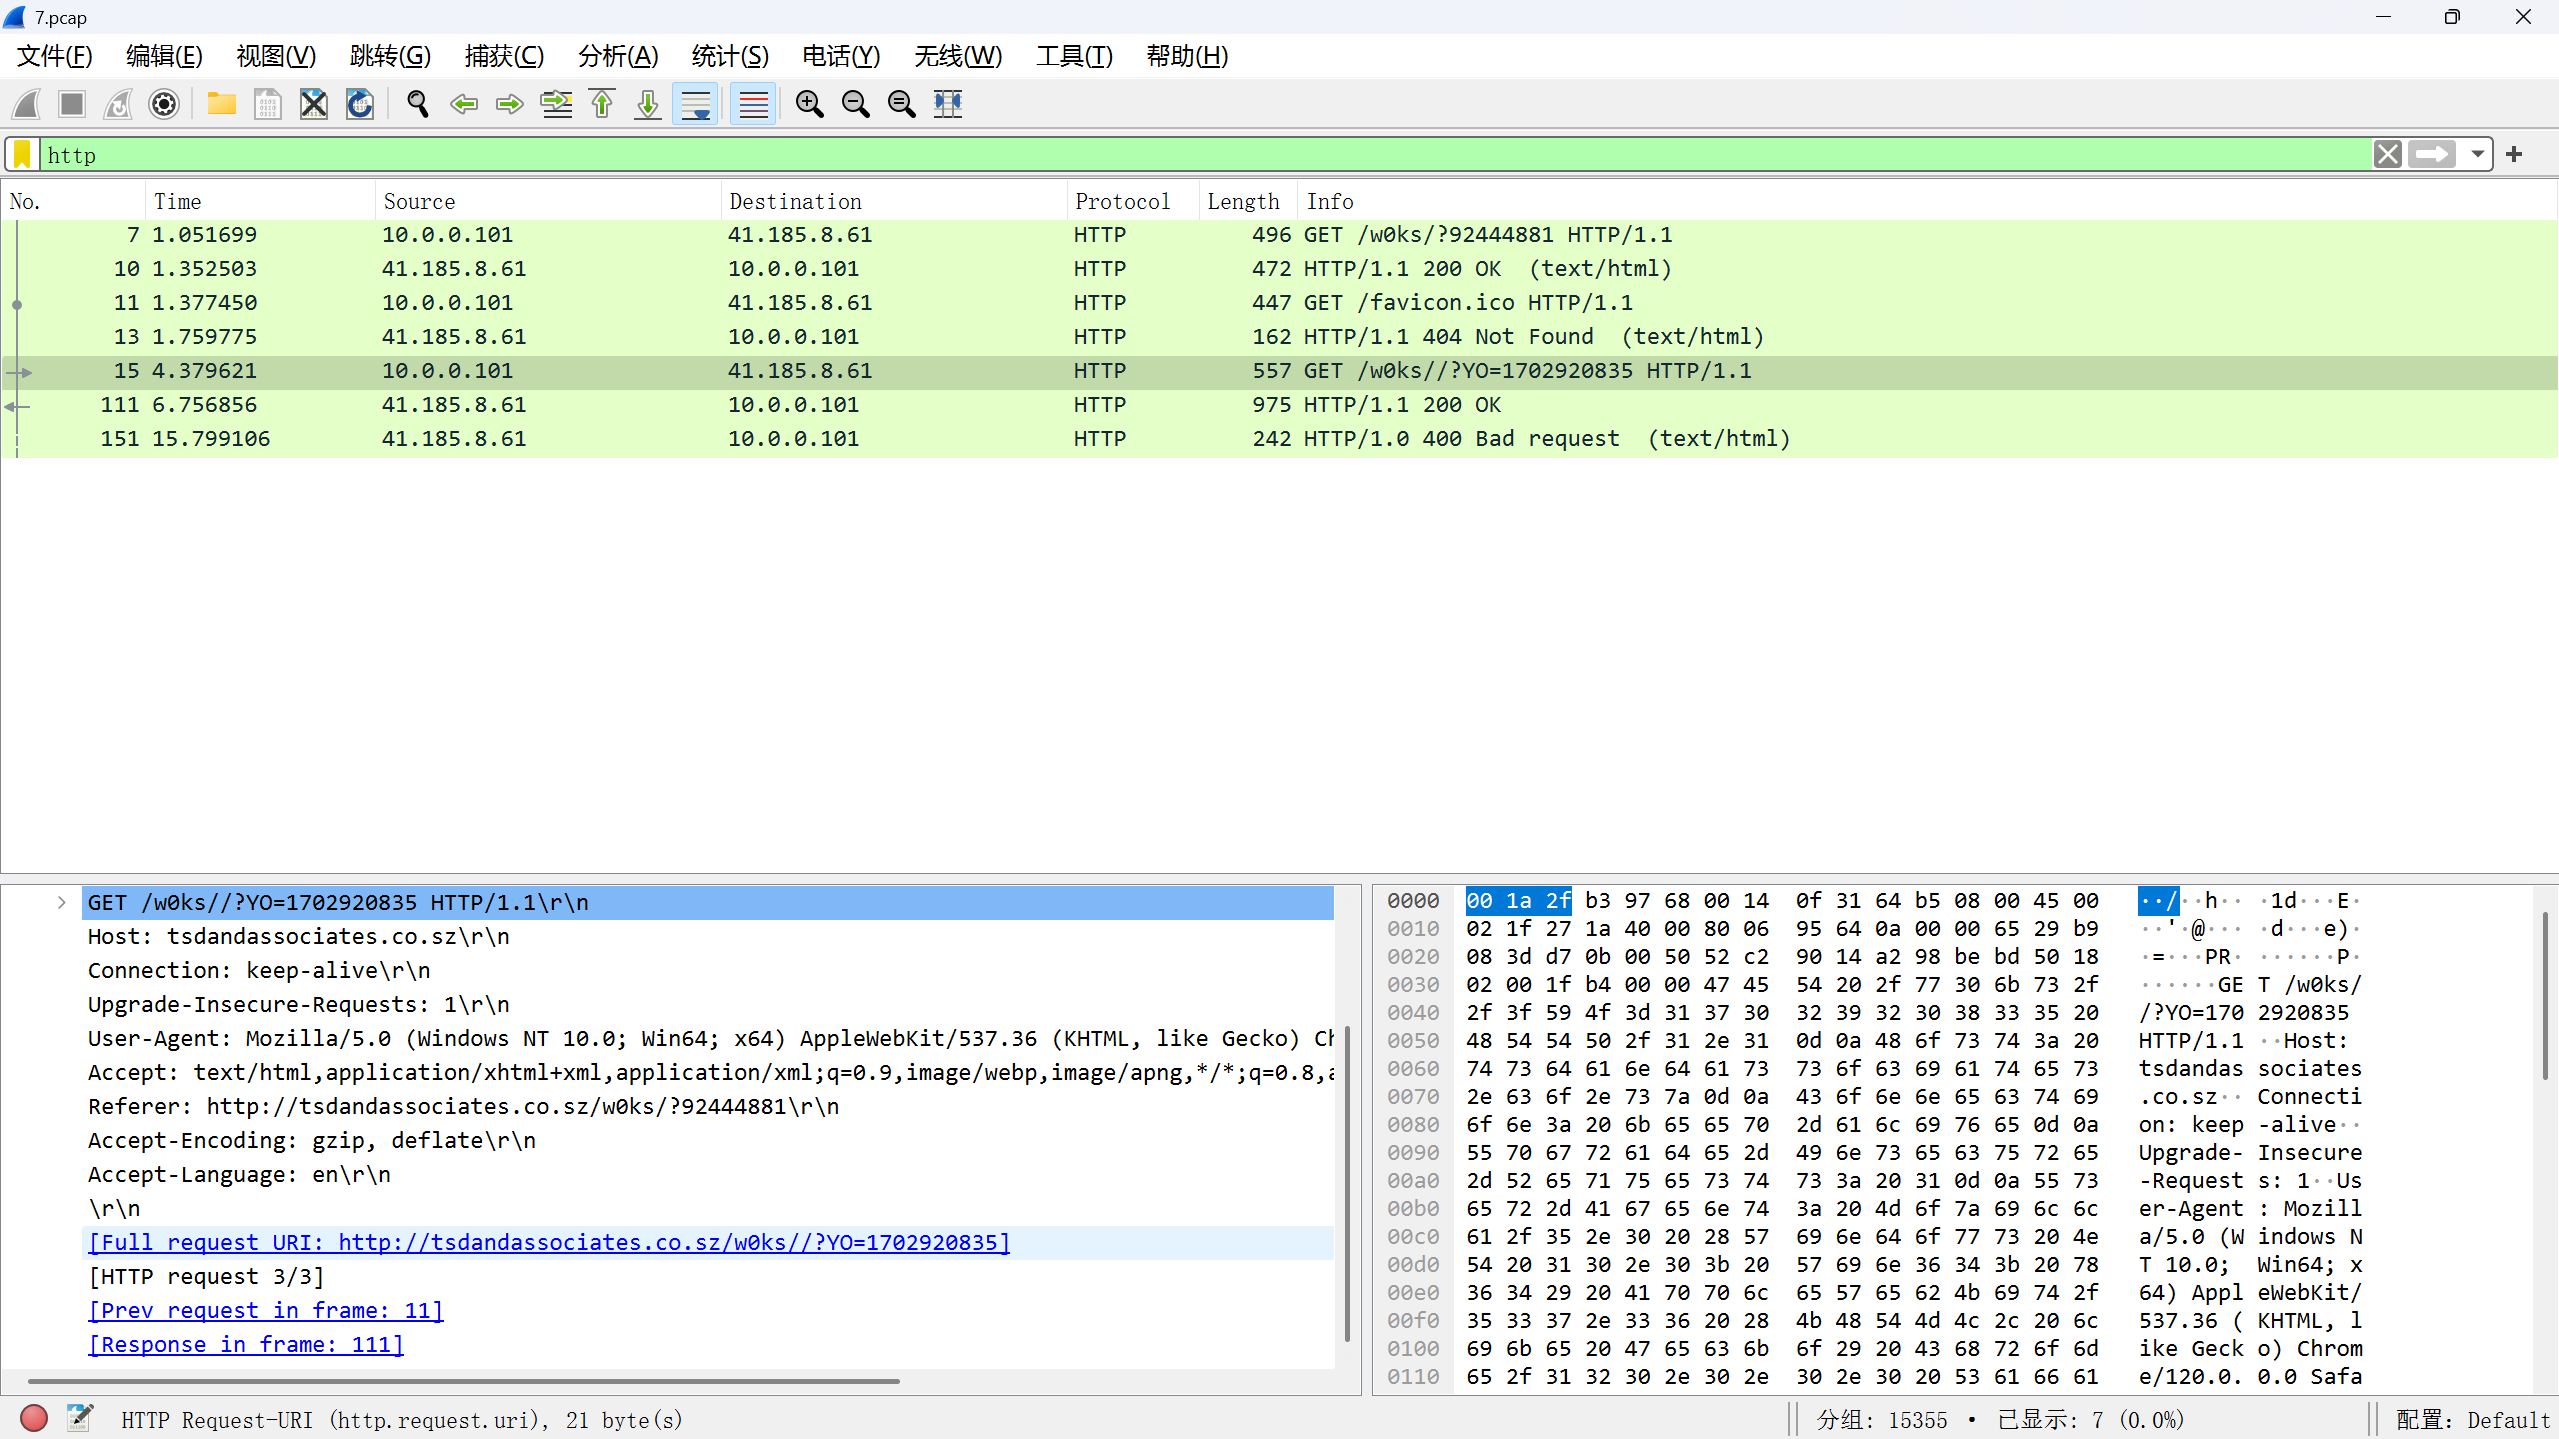 7.pcap
文件(F) 编辑(E) 视图(V) 跳转(G) 捕获(C) 分析(A) 统计(S) 电话(Y) 无线(W) 工具(T) 帮助(H)
http
No. Time Source Destination Protocol Length Info
7 1.051699 10.0.0.101 41.185.8.61 HTTP 496 GET /w0ks/?92444881 HTTP/1.1
10 1.352503 41.185.8.61 10.0.0.101 HTTP 472 HTTP/1.1 200 OK (text/html)
11 1.377450 10.0.0.101 41.185.8.61 HTTP 447 GET /favicon.ico HTTP/1.1
13 1.759775 41.185.8.61 10.0.0.101 HTTP 162 HTTP/1.1 404 Not Found (text/html)
15 4.379621 10.0.0.101 41.185.8.61 HTTP 557 GET /w0ks//?YO=1702920835 HTTP/1.1
111 6.756856 41.185.8.61 10.0.0.101 HTTP 975 HTTP/1.1 200 OK
151 15.799106 41.185.8.61 10.0.0.101 HTTP 242 HTTP/1.0 400 Bad request (text/html)
GET /w0ks//?YO=1702920835 HTTP/1.1\r\n
Host: tsdandassociates.co.sz\r\n
Connection: keep-alive\r\n
Upgrade-Insecure-Requests: 1\r\n
User-Agent: Mozilla/5.0 (Windows NT 10.0; Win64; x64) AppleWebKit/537.36 (KHTML, like Gecko) Ch
Accept: text/html,application/xhtml+xml,application/xml;q=0.9,image/webp,image/apng,*/*;q=0.8,a
Referer: http://tsdandassociates.co.sz/w0ks/?92444881\r\n
Accept-Encoding: gzip, deflate\r\n
Accept-Language: en\r\n
\r\n
[Full request URI: http://tsdandassociates.co.sz/w0ks//?YO=1702920835]
[HTTP request 3/3]
[Prev request in frame: 11]
[Response in frame: 111]
0000 00 1a 2f b3 97 68 00 14 0f 31 64 b5 08 00 45 00 ··/··h·· ·1d···E·
0010 02 1f 27 1a 40 00 80 06 95 64 0a 00 00 65 29 b9 ··'·@··· ·d···e)·
0020 08 3d d7 0b 00 50 52 c2 90 14 a2 98 be bd 50 18 ·=···PR· ······P·
0030 02 00 1f b4 00 00 47 45 54 20 2f 77 30 6b 73 2f ······GE T /w0ks/
0040 2f 3f 59 4f 3d 31 37 30 32 39 32 30 38 33 35 20 /?YO=170 2920835
0050 48 54 54 50 2f 31 2e 31 0d 0a 48 6f 73 74 3a 20 HTTP/1.1 ··Host:
0060 74 73 64 61 6e 64 61 73 73 6f 63 69 61 74 65 73 tsdandas sociates
0070 2e 63 6f 2e 73 7a 0d 0a 43 6f 6e 6e 65 63 74 69 .co.sz·· Connecti
0080 6f 6e 3a 20 6b 65 65 70 2d 61 6c 69 76 65 0d 0a on: keep -alive··
0090 55 70 67 72 61 64 65 2d 49 6e 73 65 63 75 72 65 Upgrade- Insecure
00a0 2d 52 65 71 75 65 73 74 73 3a 20 31 0d 0a 55 73 -Request s: 1··Us
00b0 65 72 2d 41 67 65 6e 74 3a 20 4d 6f 7a 69 6c 6c er-Agent : Mozill
00c0 61 2f 35 2e 30 20 28 57 69 6e 64 6f 77 73 20 4e a/5.0 (W indows N
00d0 54 20 31 30 2e 30 3b 20 57 69 6e 36 34 3b 20 78 T 10.0; Win64; x
00e0 36 34 29 20 41 70 70 6c 65 57 65 62 4b 69 74 2f 64) Appl eWebKit/
00f0 35 33 37 2e 33 36 20 28 4b 48 54 4d 4c 2c 20 6c 537.36 ( KHTML, l
0100 69 6b 65 20 47 65 63 6b 6f 29 20 43 68 72 6f 6d ike Geck o) Chrom
0110 65 2f 31 32 30 2e 30 2e 30 2e 30 20 53 61 66 61 e/120.0. 0.0 Safa
HTTP Request-URI (http.request.uri), 21 byte(s) 分组: 15355 · 已显示: 7 (0.0%) 配置: Default